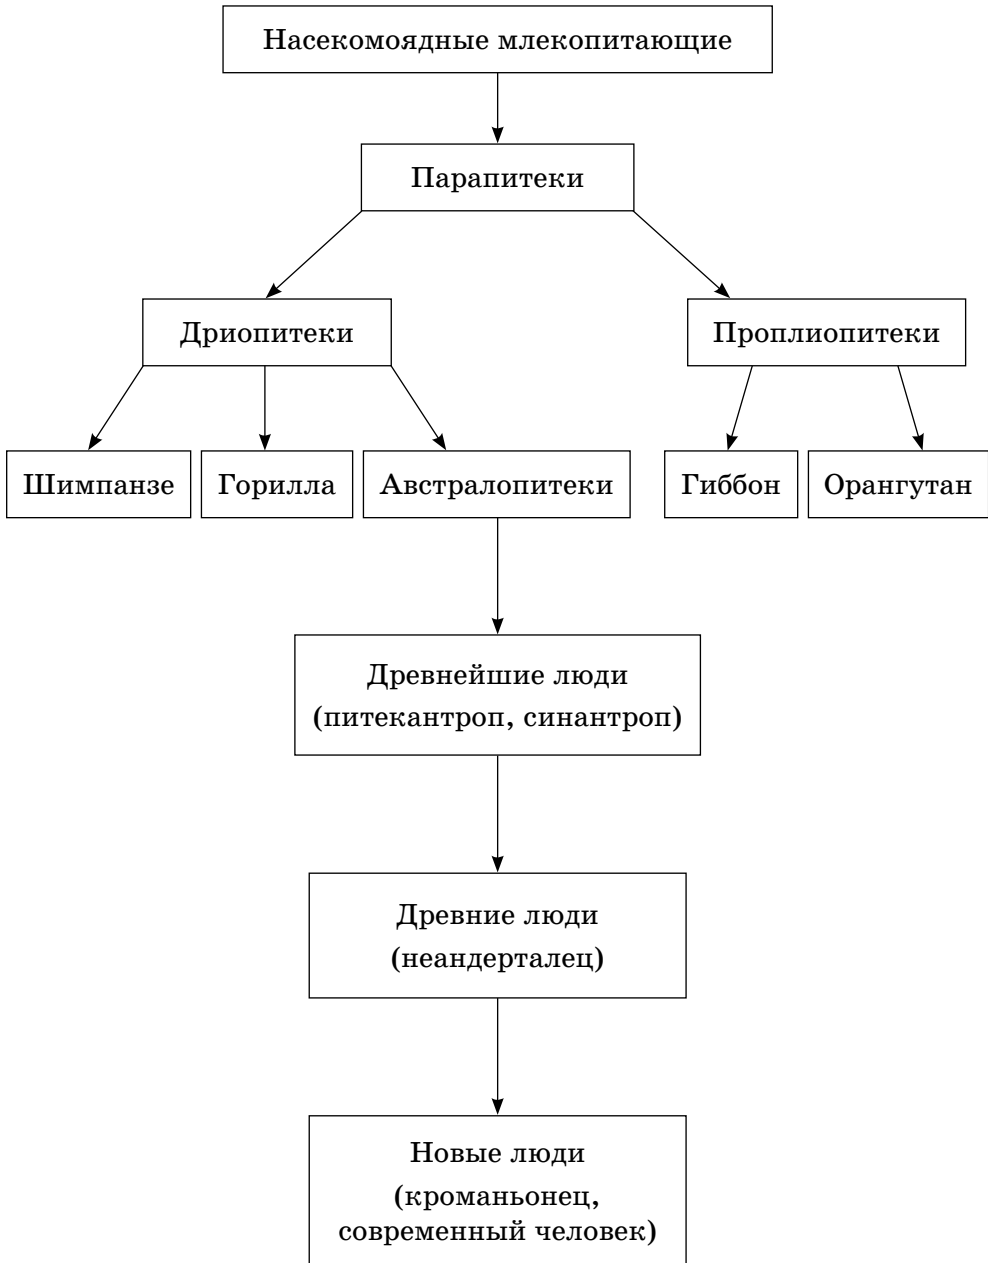 Насекомоядные млекопитающие
Парапитеки
Дриопитеки
Проплиопитеки
Шимпанзе
Горилла
Австралопитеки
Гиббон
Орангутан
Древнейшие люди
(питекантроп, синантроп)
Древние люди
(неандерталец)
Новые люди
(кроманьонец,
современный человек)